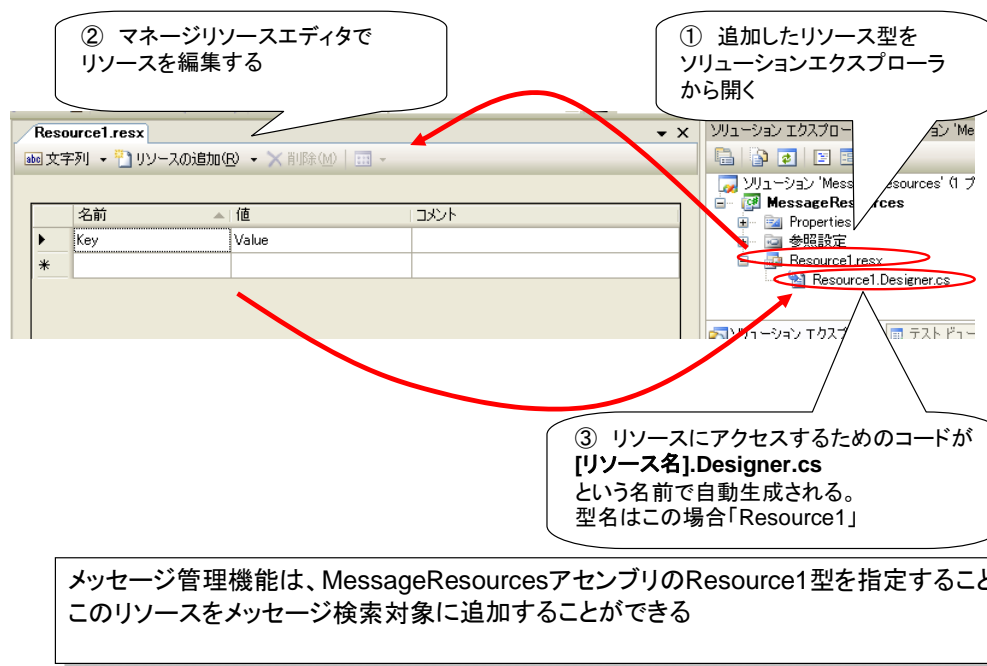 ② マネージリソースエディタで
リソースを編集する
① 追加したリソース型を
ソリューションエクスプローラ
から開く
Resource1.resx
文字列 リソースの追加(R) 削除(M)
名前 値 コメント
Key Value
ソリューション エクスプロー ン 'Me
ソリューション 'Mess esources' (1 プ
MessageResources
Properties
参照設定
Resource1.resx
Resource1.Designer.cs
ソリューション エクスプ テスト ビュー
③ リソースにアクセスするためのコードが
[リソース名].Designer.cs
という名前で自動生成される。
型名はこの場合「Resource1」
メッセージ管理機能は、MessageResourcesアセンブリのResource1型を指定すること
このリソースをメッセージ検索対象に追加することができる